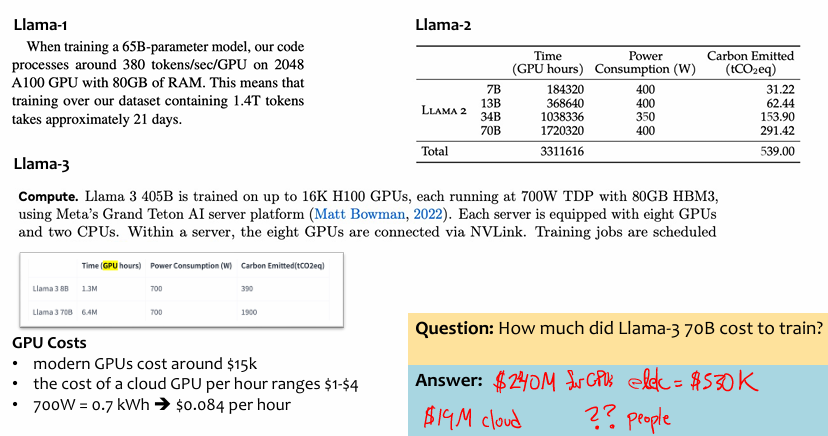 Llama-1
When training a 65B-parameter model, our code
processes around 380 tokens/sec/GPU on 2048
A100 GPU with 80GB of RAM. This means that
training over our dataset containing 1.4T tokens
takes approximately 21 days.
Llama-2
Time Power Carbon Emitted
(GPU hours) Consumption (W) (tCO₂eq)
7B 184320 400 31.22
13B 368640 400 62.44
LLAMA 2
34B 1038336 350 153.90
70B 1720320 400 291.42
Total 3311616 539.00
Llama-3
Compute. Llama 3 405B is trained on up to 16K H100 GPUs, each running at 700W TDP with 80GB HBM3,
using Meta's Grand Teton AI server platform (Matt Bowman, 2022). Each server is equipped with eight GPUs
and two CPUs. Within a server, the eight GPUs are connected via NVLink. Training jobs are scheduled
Time (GPU hours) Power Consumption (W) Carbon Emitted(tCO2eq)
Llama 3 8B 1.3M 700 390
Llama 3 70B 6.4M 700 1900
GPU Costs
• modern GPUs cost around $15k
• the cost of a cloud GPU per hour ranges $1-$4
• 700W = 0.7 kWh ➔ $0.084 per hour
Question: How much did Llama-3 70B cost to train?
Answer: $240M for GPUs elec = $530K
$19M cloud ?? people